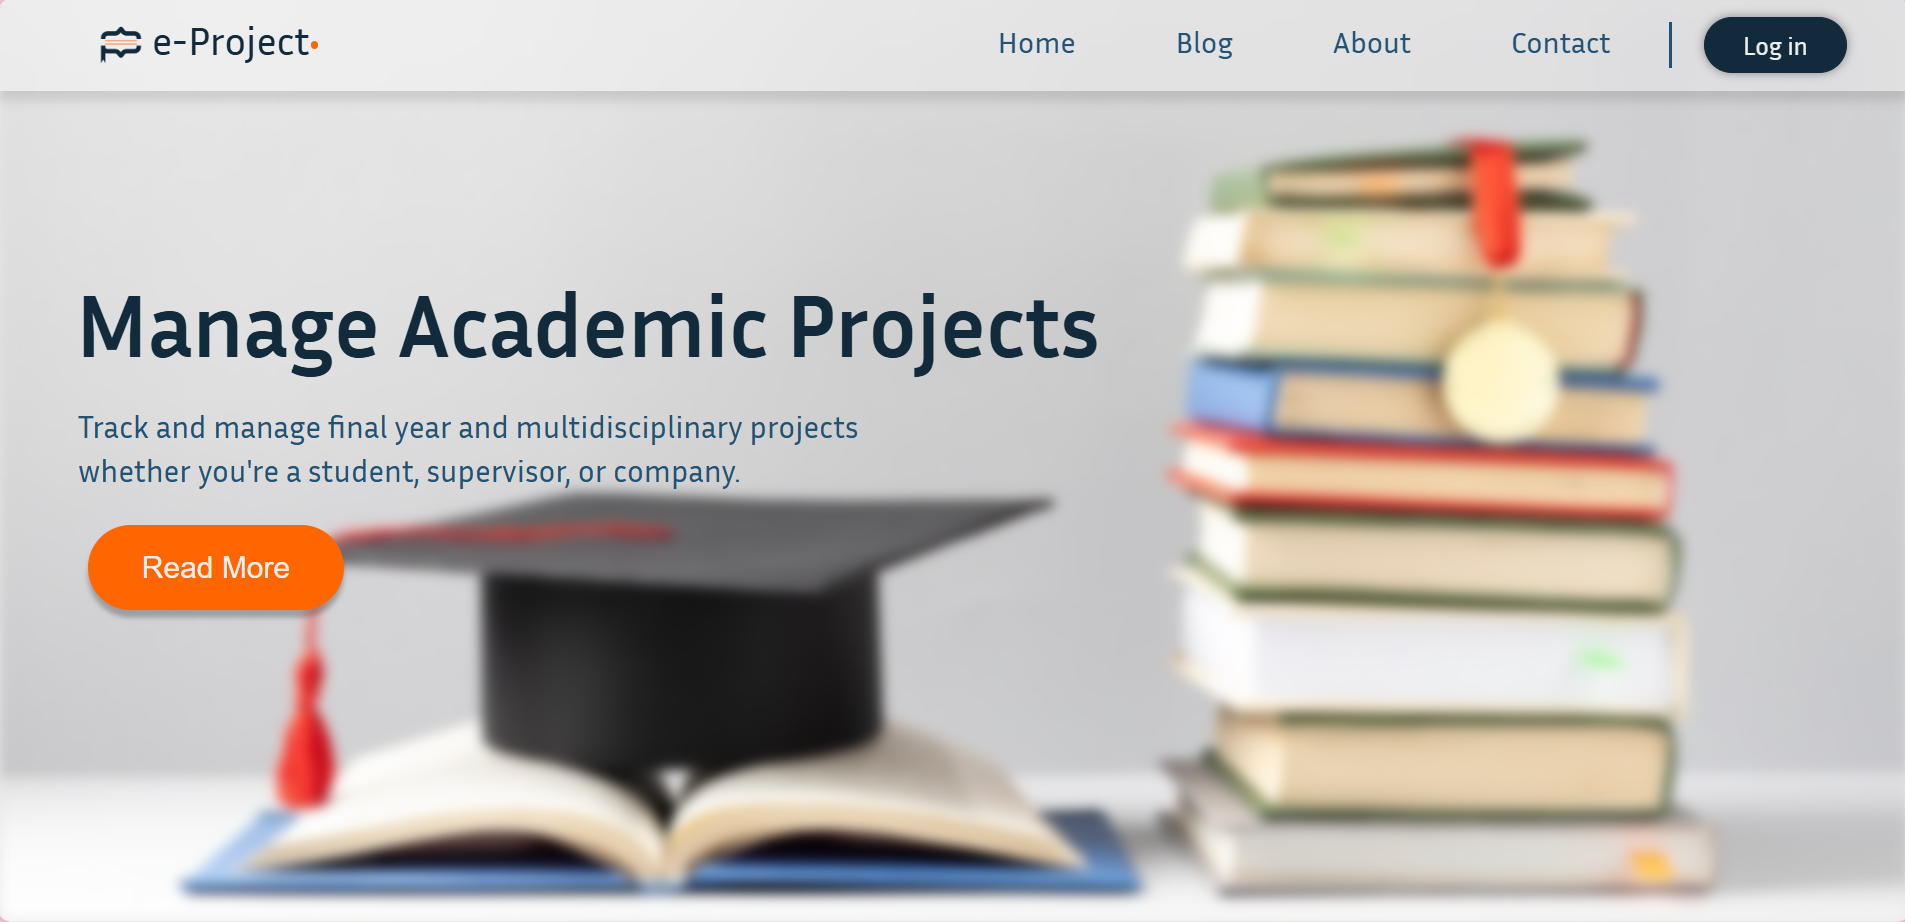 e-Project
Home
Blog
About
Contact
Log in
Manage Academic Projects
Track and manage final year and multidisciplinary projects
whether you're a student, supervisor, or company.
Read More